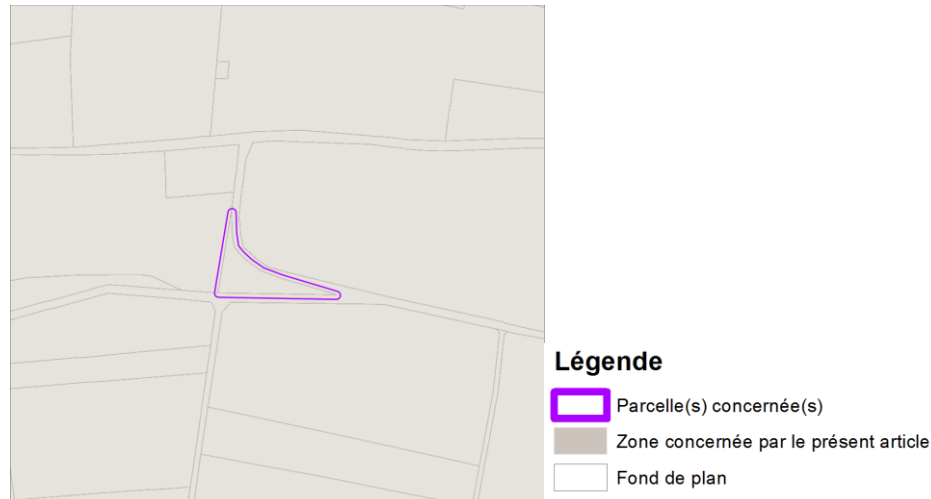 Légende
Parcelle(s) concernée(s)
Zone concernée par le présent article
Fond de plan